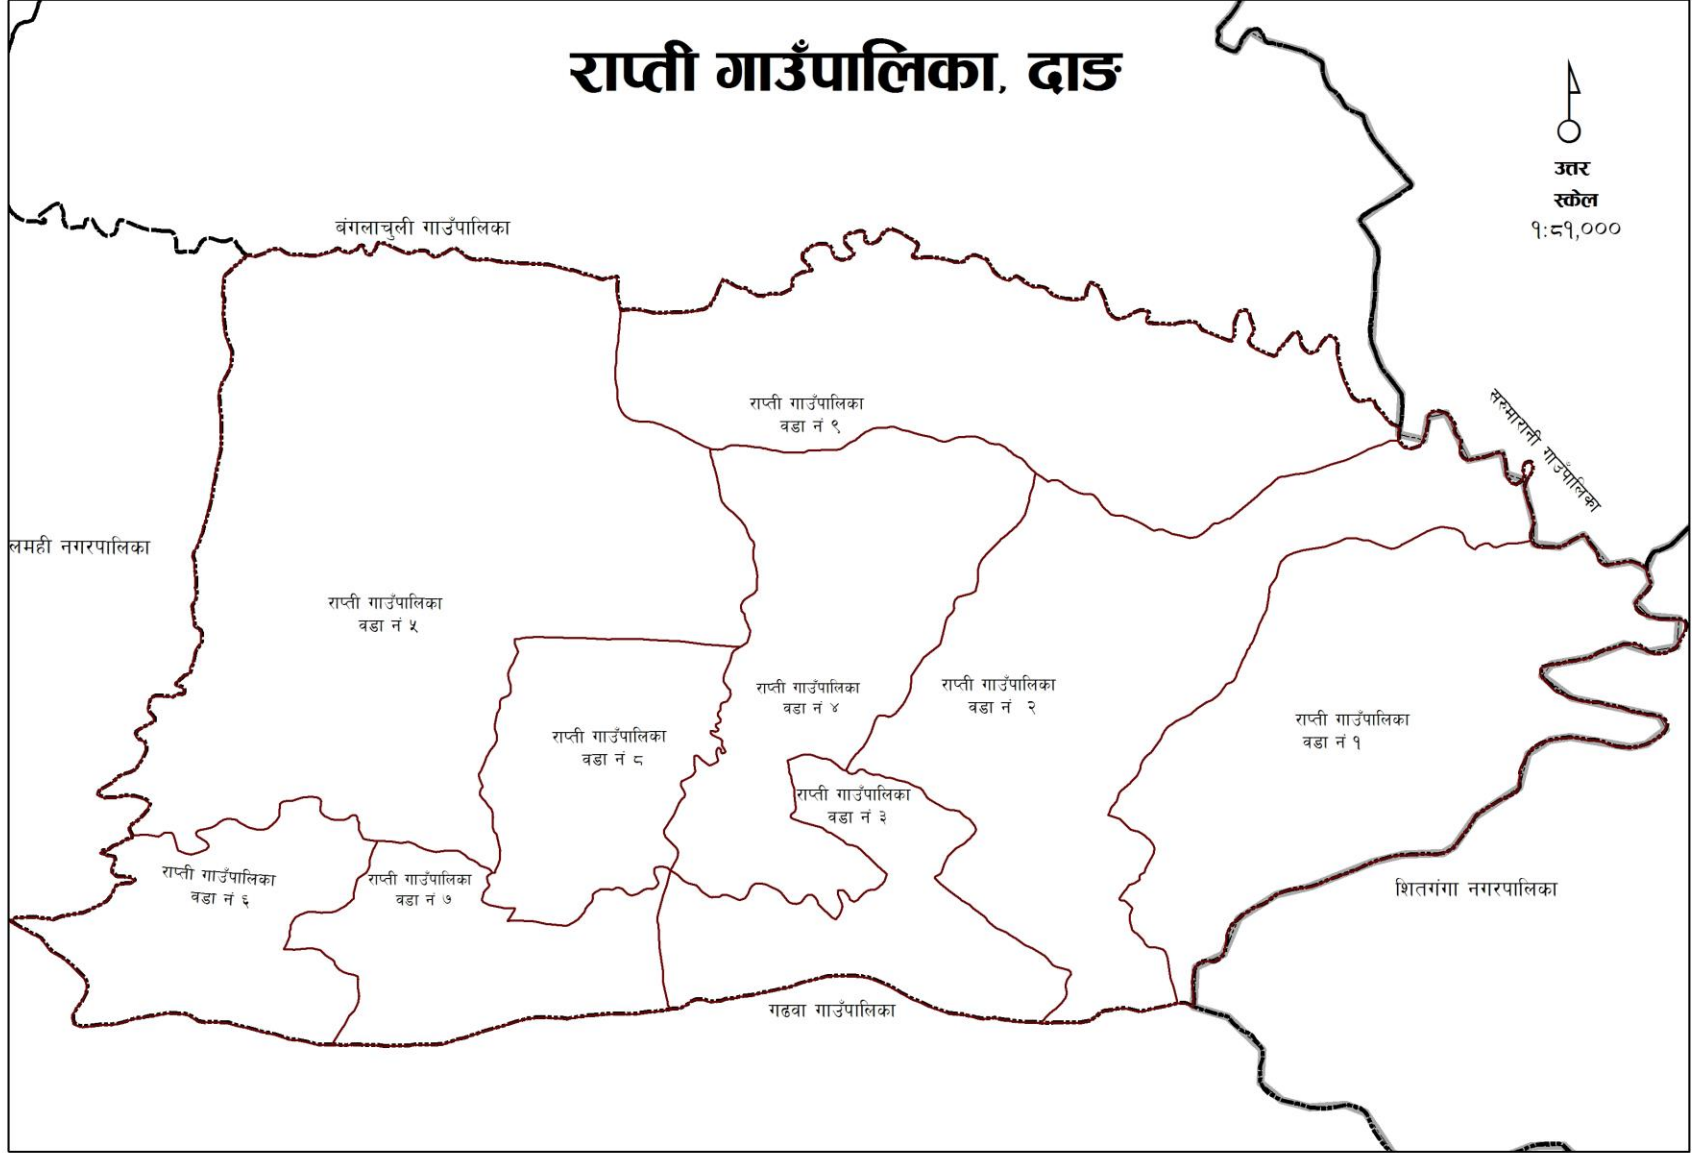 राप्ती गाउँपालिका, दाङ
उत्तर
स्केल
१:८१,०००
बंगलाचुली गाउँपालिका
राप्ती गाउँपालिका
वडा नं ९
सरुमारानी गाउँपालिका
लमही नगरपालिका
राप्ती गाउँपालिका
वडा नं ५
राप्ती गाउँपालिका
वडा नं ४
राप्ती गाउँपालिका
वडा नं २
राप्ती गाउँपालिका
वडा नं १
राप्ती गाउँपालिका
वडा नं ८
राप्ती गाउँपालिका
वडा नं ३
राप्ती गाउँपालिका
वडा नं ६
राप्ती गाउँपालिका
वडा नं ७
शितगंगा नगरपालिका
गढवा गाउँपालिका